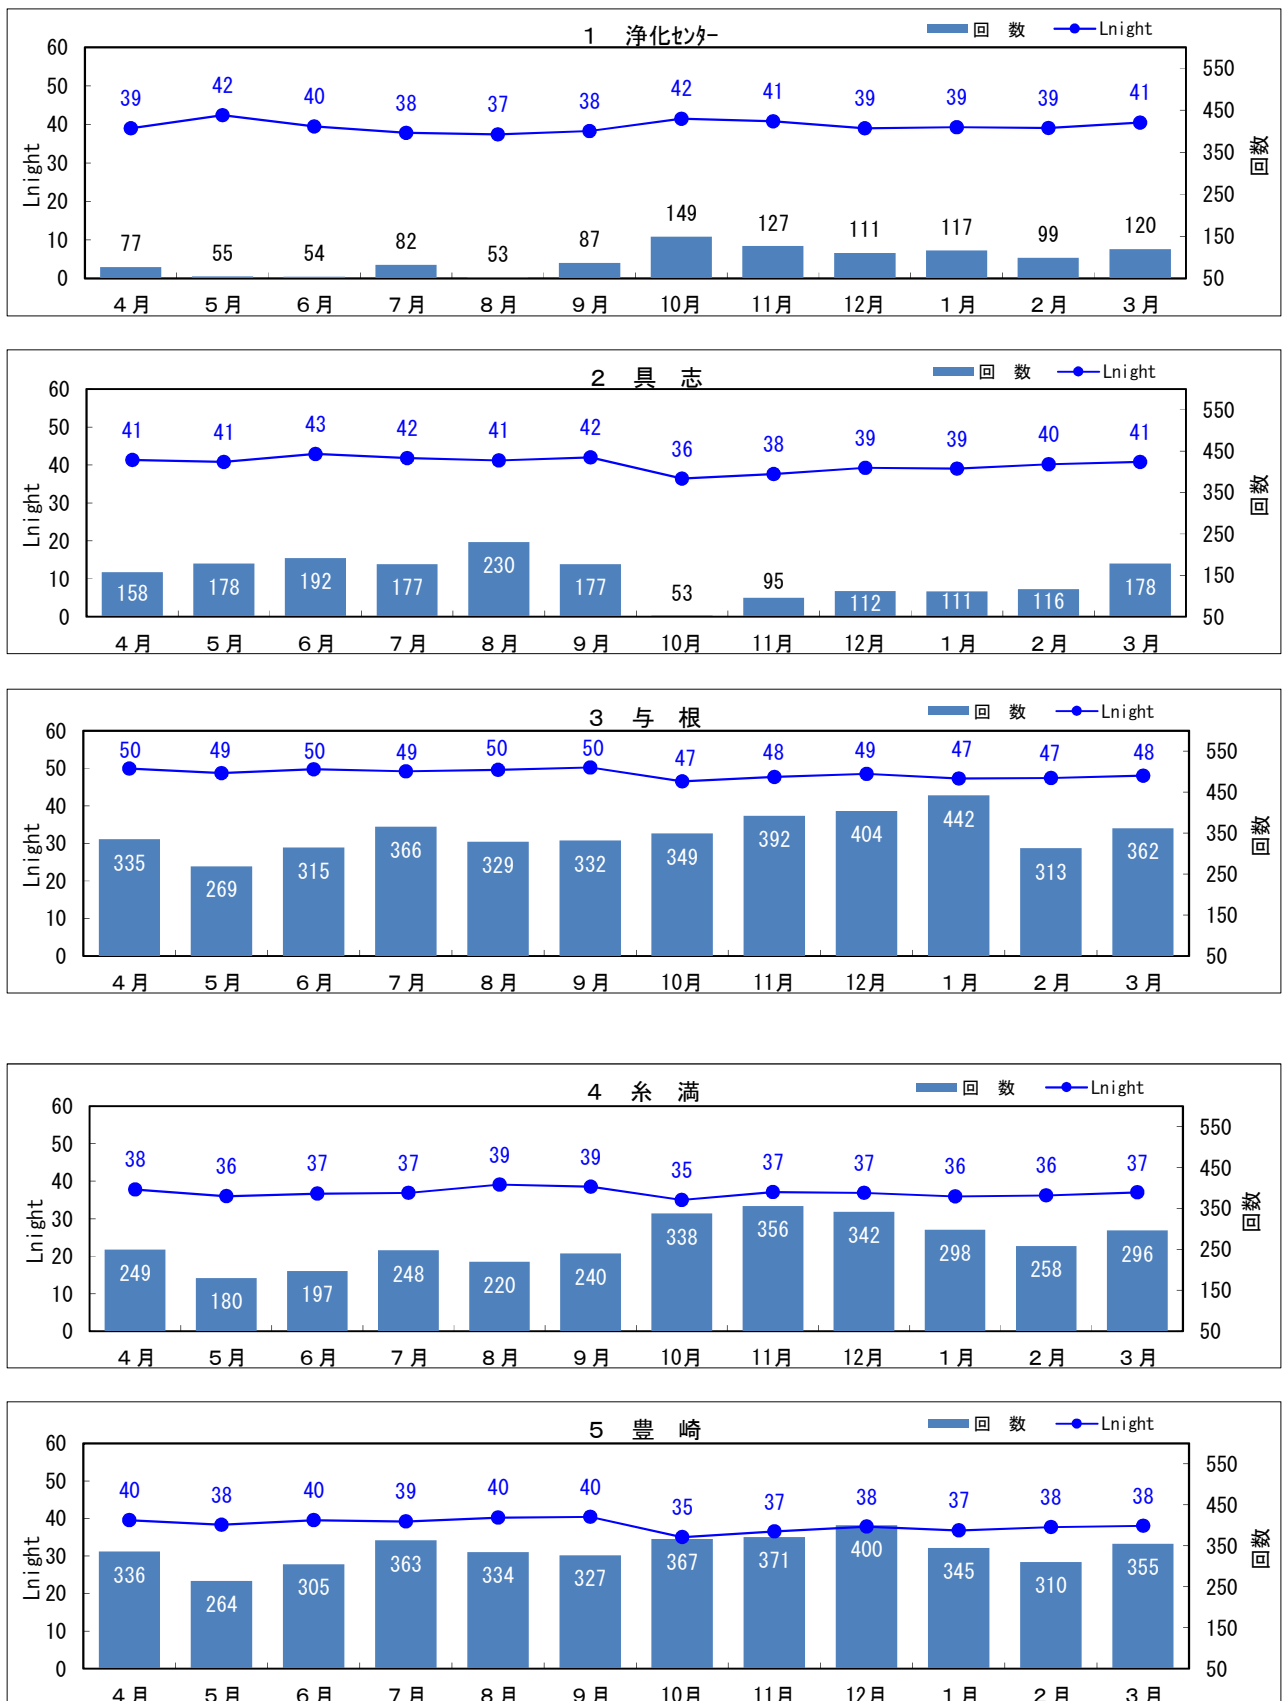 1 浄化ｾﾝﾀｰ
回 数 Lnight
60 50 40 30 20 10 0
Lnight
39 42 40 38 37 38 42 41 39 39 39 41
77 55 54 82 53 87 149 127 111 117 99 120
550 450 350 250 150 50
回数
4月 5月 6月 7月 8月 9月 10月 11月 12月 1月 2月 3月
2 具 志
回 数 Lnight
60 50 40 30 20 10 0
Lnight
41 41 43 42 41 42 36 38 39 39 40 41
158 178 192 177 230 177 53 95 112 111 116 178
550 450 350 250 150 50
回数
4月 5月 6月 7月 8月 9月 10月 11月 12月 1月 2月 3月
3 与 根
回 数 Lnight
60 50 40 30 20 10 0
Lnight
50 49 50 49 50 50 47 48 49 47 47 48
335 269 315 366 329 332 349 392 404 442 313 362
550 450 350 250 150 50
回数
4月 5月 6月 7月 8月 9月 10月 11月 12月 1月 2月 3月
4 糸 満
回 数 Lnight
60 50 40 30 20 10 0
Lnight
38 36 37 37 39 39 35 37 37 36 36 37
249 180 197 248 220 240 338 356 342 298 258 296
550 450 350 250 150 50
回数
4月 5月 6月 7月 8月 9月 10月 11月 12月 1月 2月 3月
5 豊 崎
回 数 Lnight
60 50 40 30 20 10 0
Lnight
40 38 40 39 40 40 35 37 38 37 38 38
336 264 305 363 334 327 367 371 400 345 310 355
550 450 350 250 150 50
回数
4月 5月 6月 7月 8月 9月 10月 11月 12月 1月 2月 3月